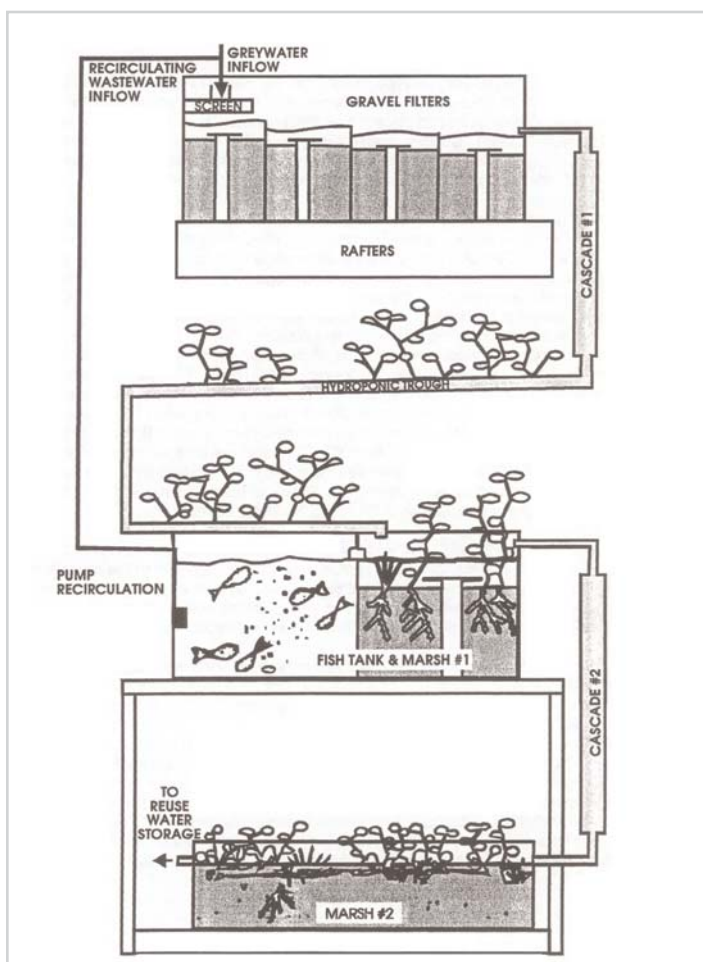 GREYWATER
INFLOW
RECIRCULATING
WASTEWATER
INFLOW
SCREEN
GRAVEL FILTERS
RAFTERS
CASCADE #1
HYDROPONIC TROUGH
PUMP
RECIRCULATION
FISH TANK & MARSH #1
CASCADE #2
TO
REUSE
WATER
STORAGE
MARSH #2